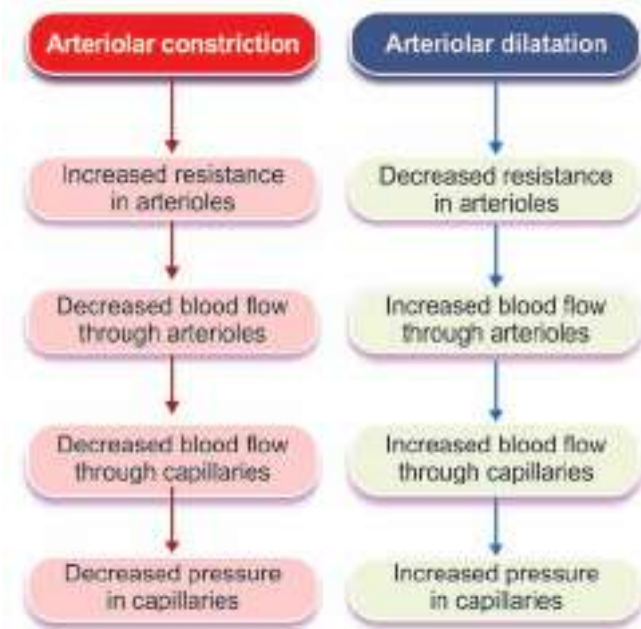 Arteriolar constriction
Increased resistance
in arterioles
Decreased blood flow
through arterioles
Decreased blood flow
through capillaries
Decreased pressure
in capillaries
Arteriolar dilatation
Decreased resistance
in arterioles
Increased blood flow
through arterioles
Increased blood flow
through capillaries
Increased pressure
in capillaries